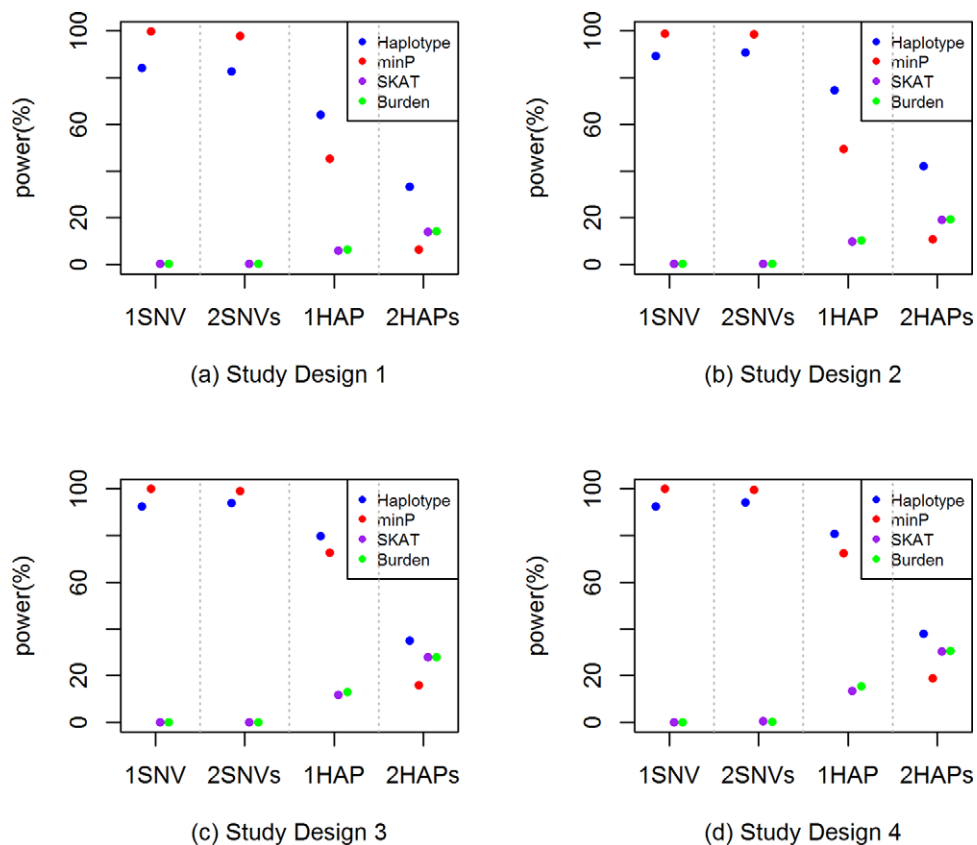 100
60
20
0
power(%)
Haplotype
minP
SKAT
Burden
1SNV 2SNVs 1HAP 2HAPs
(a) Study Design 1
100
60
20
0
power(%)
Haplotype
minP
SKAT
Burden
1SNV 2SNVs 1HAP 2HAPs
(b) Study Design 2
100
60
20
0
power(%)
Haplotype
minP
SKAT
Burden
1SNV 2SNVs 1HAP 2HAPs
(c) Study Design 3
100
60
20
0
power(%)
Haplotype
minP
SKAT
Burden
1SNV 2SNVs 1HAP 2HAPs
(d) Study Design 4